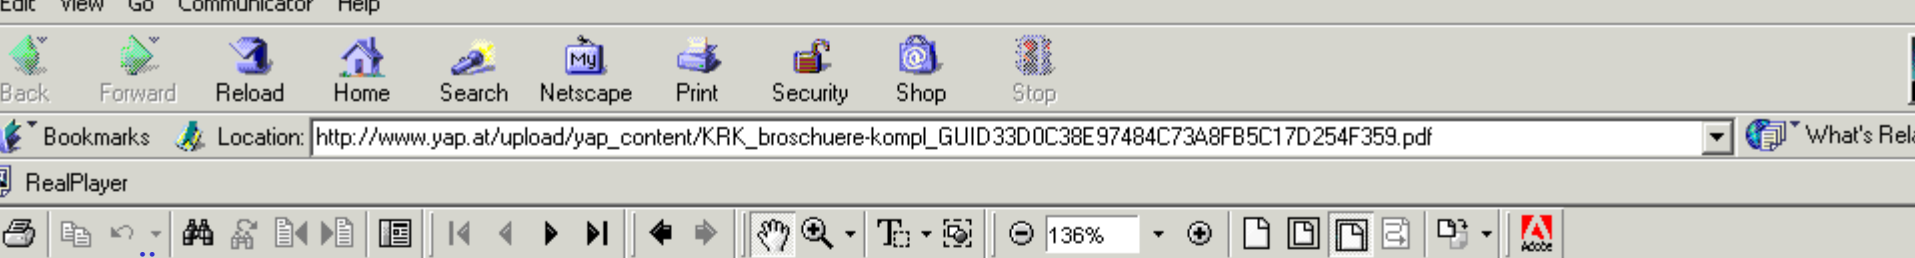 Edit View Go Communicator Help
Back Forward Reload Home Search My Netscape Print Security Shop Stop
Bookmarks Location: http://www.yap.at/upload/yap_content/KRK_broschuere-kompl_GUID33D0C38E97484C73A8FB5C17D254F359.pdf What's Rela
RealPlayer
T 136% Adobe